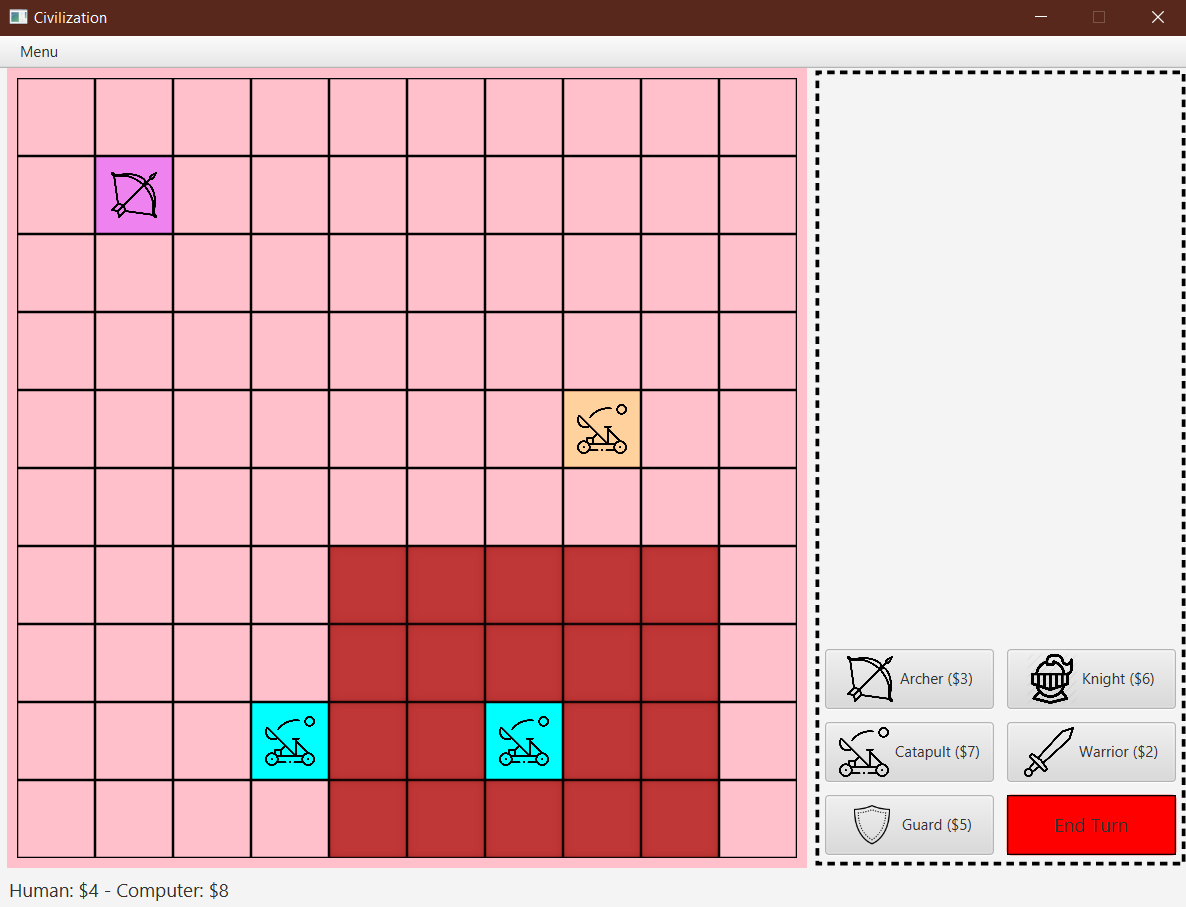 Civilization
Menu
Archer ($3)
Knight ($6)
Catapult ($7)
Warrior ($2)
Guard ($5)
End Turn
Human: $4 - Computer: $8